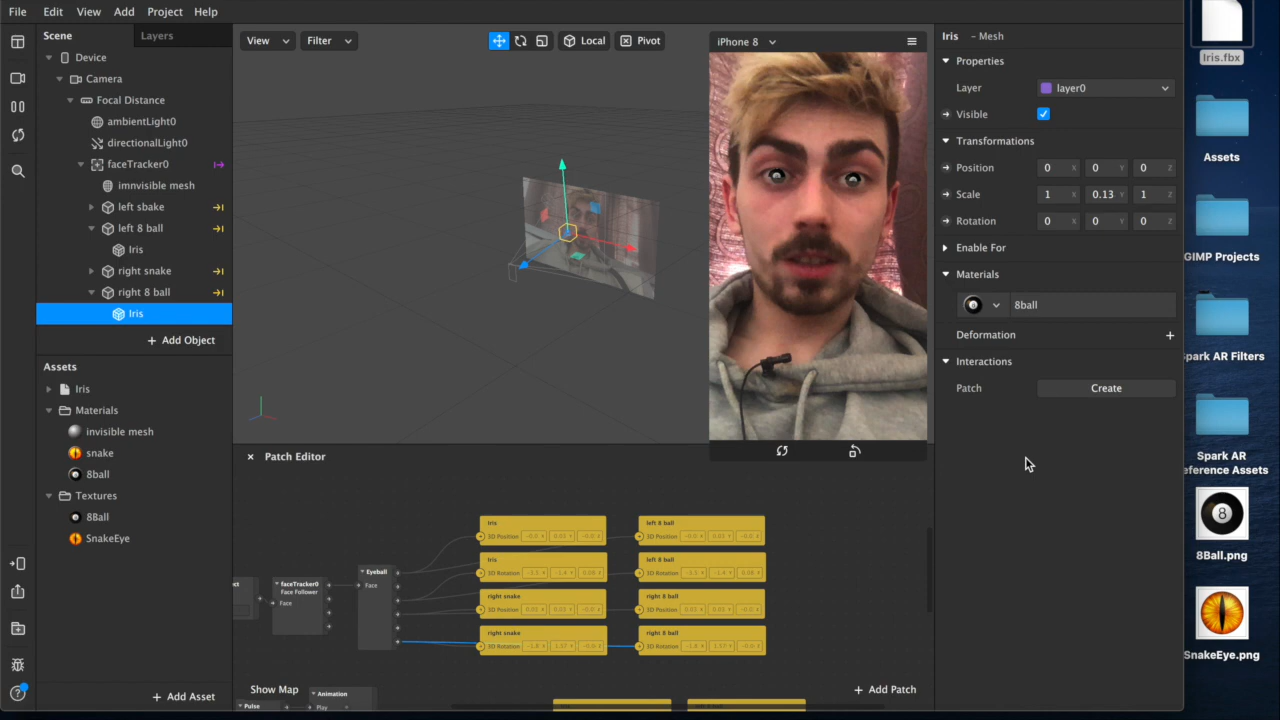 File Edit Add Project Help
Scene Layers
Device
Camera
Focal Distance
ambientLight0
directionalLight0
faceTracker0
imnvisible mesh
left sbake
left 8 ball
Iris
right snake
right 8 ball
Iris
+ Add Object
Assets
Iris
Materials
invisible mesh
snake
8ball
Textures
8Ball
SnakeEye
+ Add Asset
View Filter Local Pivot
iPhone 8
Iris – Mesh
Properties
Layer layer0
Visible
Transformations
Position 0 X 0 Y 0 Z
Scale 1 X 0.13 Y 1 Z
Rotation 0 X 0 Y 0 Z
Enable For
Materials
8ball
Deformation +
Interactions
Patch Create
× Patch Editor
faceTracker0
Face Follower
Face
Eyeball
Face
Iris
3D Position
Iris
3D Rotation
right snake
3D Position
right snake
3D Rotation
left 8 ball
3D Position
left 8 ball
3D Rotation
right 8 ball
3D Position
right 8 ball
3D Rotation
Show Map
Animation
Pulse Play
+ Add Patch
Iris.fbx
Assets
GIMP Projects
Spark AR Filters
Spark AR
eference Assets
8
8Ball.png
SnakeEye.png